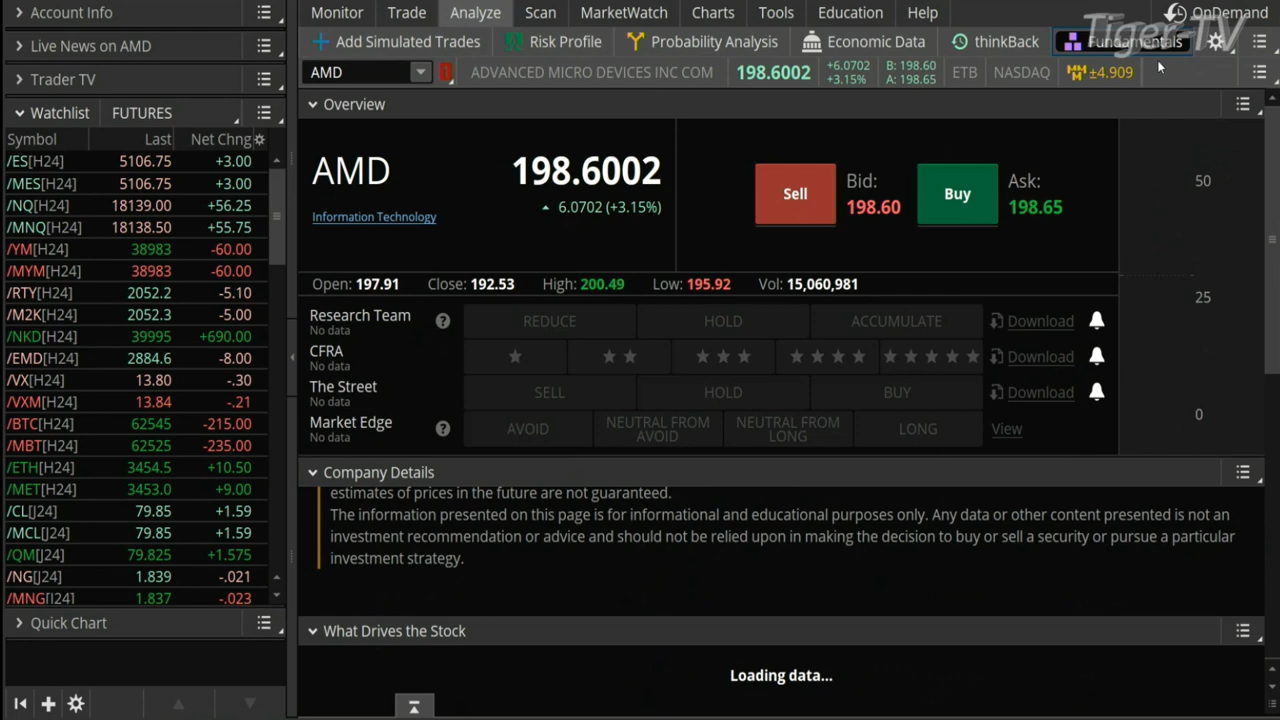 Account Info
Live News on AMD
Trader TV
Watchlist FUTURES
Symbol Last Net Chng
/ES[H24] 5106.75 +3.00
/MES[H24] 5106.75 +3.00
/NQ[H24] 18139.00 +56.25
/MNQ[H24] 18138.50 +55.75
/YM[H24] 38983 -60.00
/MYM[H24] 38983 -60.00
/RTY[H24] 2052.2 -5.10
/M2K[H24] 2052.3 -5.00
/NKD[H24] 39995 +690.00
/EMD[H24] 2884.6 -8.00
/VX[H24] 13.80 -.30
/VXM[H24] 13.84 -.21
/BTC[H24] 62545 -215.00
/MBT[H24] 62525 -235.00
/ETH[H24] 3454.5 +10.50
/MET[H24] 3453.0 +9.00
/CL[J24] 79.85 +1.59
/MCL[J24] 79.85 +1.59
/QM[J24] 79.825 +1.575
/NG[J24] 1.839 -.021
/MNG[J24] 1.837 -.023
Quick Chart
Monitor Trade Analyze Scan MarketWatch Charts Tools Education Help OnDemand
Tiger-TV
Add Simulated Trades Risk Profile Probability Analysis Economic Data thinkBack Fundamentals
AMD ADVANCED MICRO DEVICES INC COM 198.6002 +6.0702 B: 198.60 ETB NASDAQ MMM ±4.909
+3.15% A: 198.65
Overview
AMD 198.6002
6.0702 (+3.15%)
Information Technology
Sell Bid: 198.60 Buy Ask: 198.65
50
25
0
Open: 197.91 Close: 192.53 High: 200.49 Low: 195.92 Vol: 15,060,981
Research Team
No data
? REDUCE HOLD ACCUMULATE Download
CFRA
No data
Download
The Street
No data
SELL HOLD BUY Download
Market Edge
No data
? AVOID NEUTRAL FROM AVOID NEUTRAL FROM LONG LONG View
Company Details
estimates of prices in the future are not guaranteed.
The information presented on this page is for informational and educational purposes only. Any data or other content presented is not an
investment recommendation or advice and should not be relied upon in making the decision to buy or sell a security or pursue a particular
investment strategy.
What Drives the Stock
Loading data...